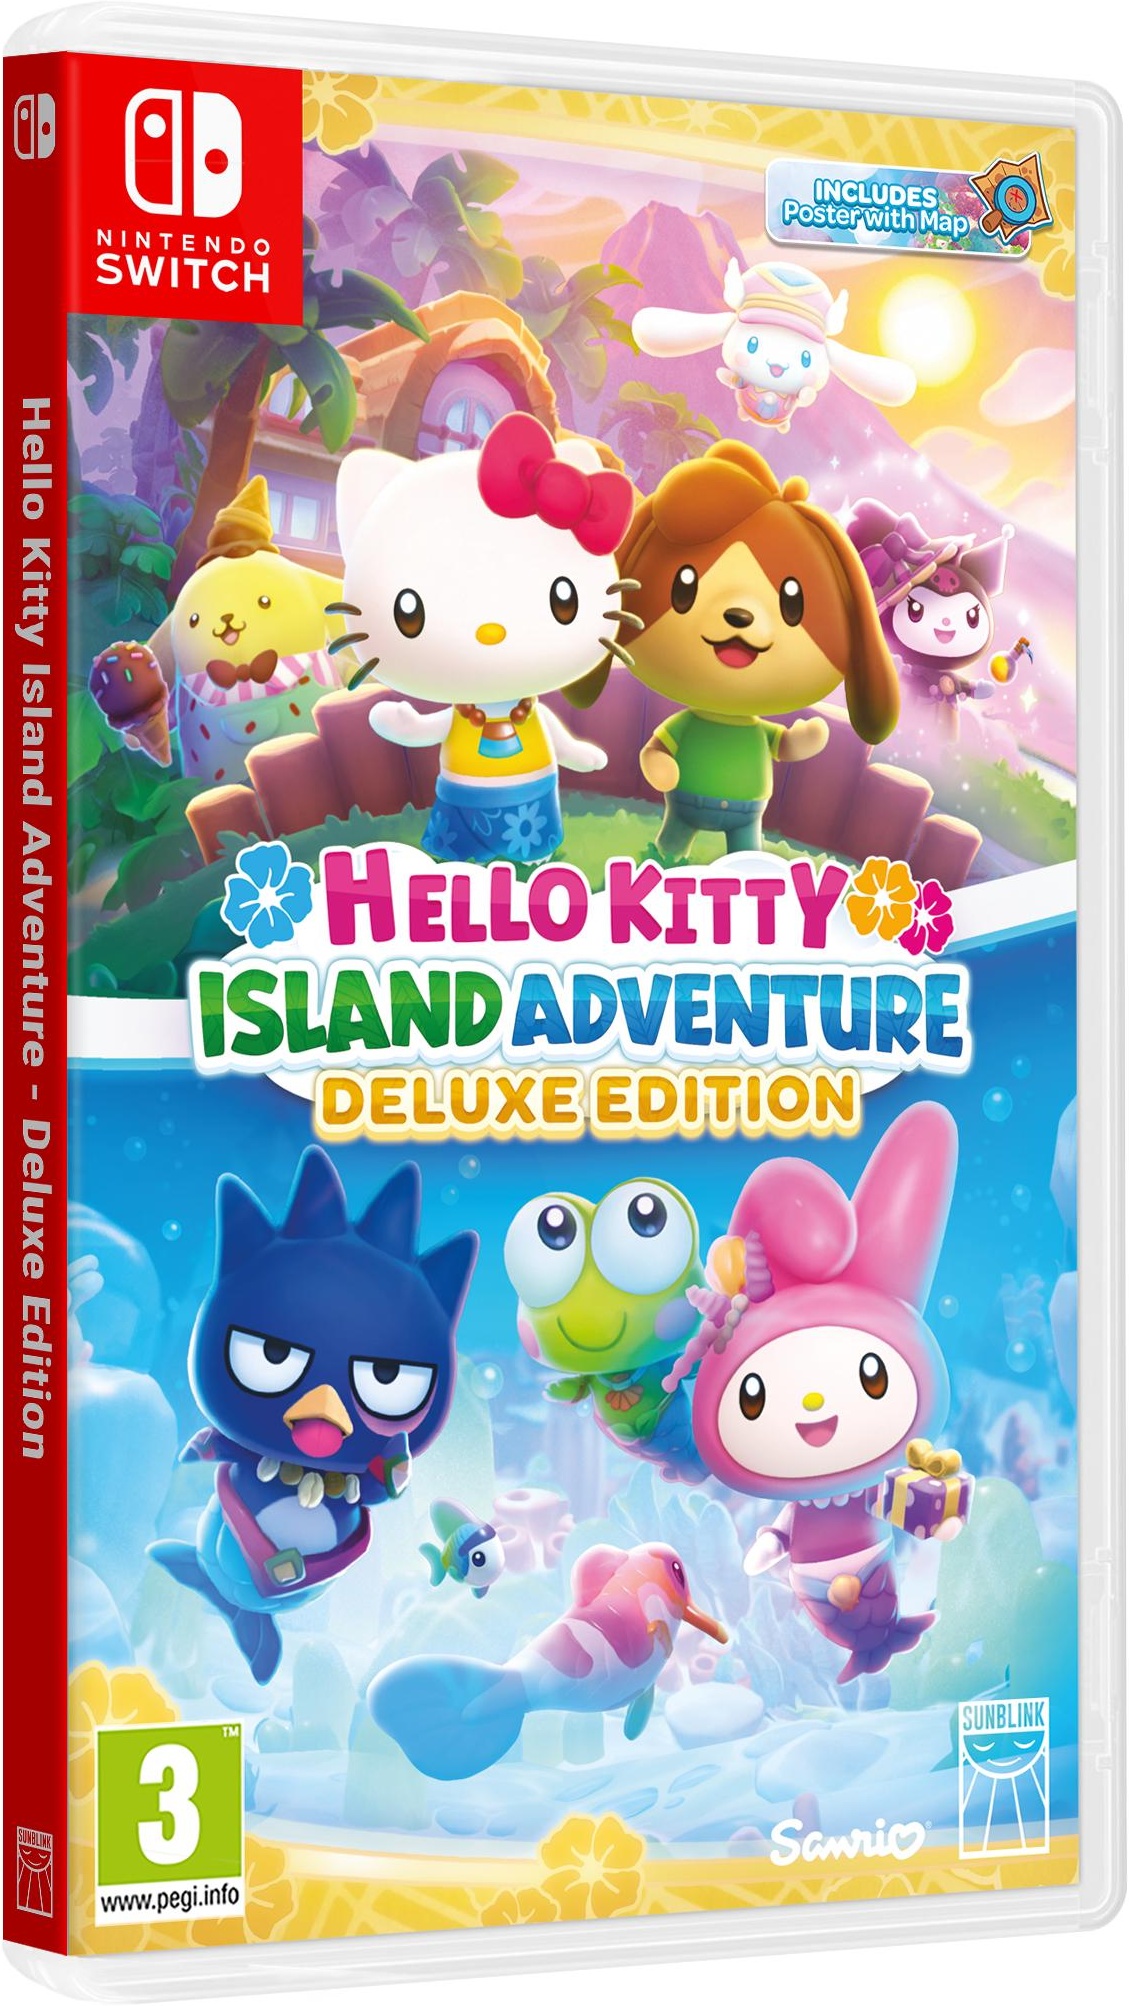 NINTENDO
SWITCH
INCLUDES
Poster with Map
Hello Kitty Island Adventure - Deluxe Edition
HELLO KITTY
ISLAND ADVENTURE
DELUXE EDITION
3™
www.pegi.info
Sanrio®
SUNBLINK
SUNBLINK